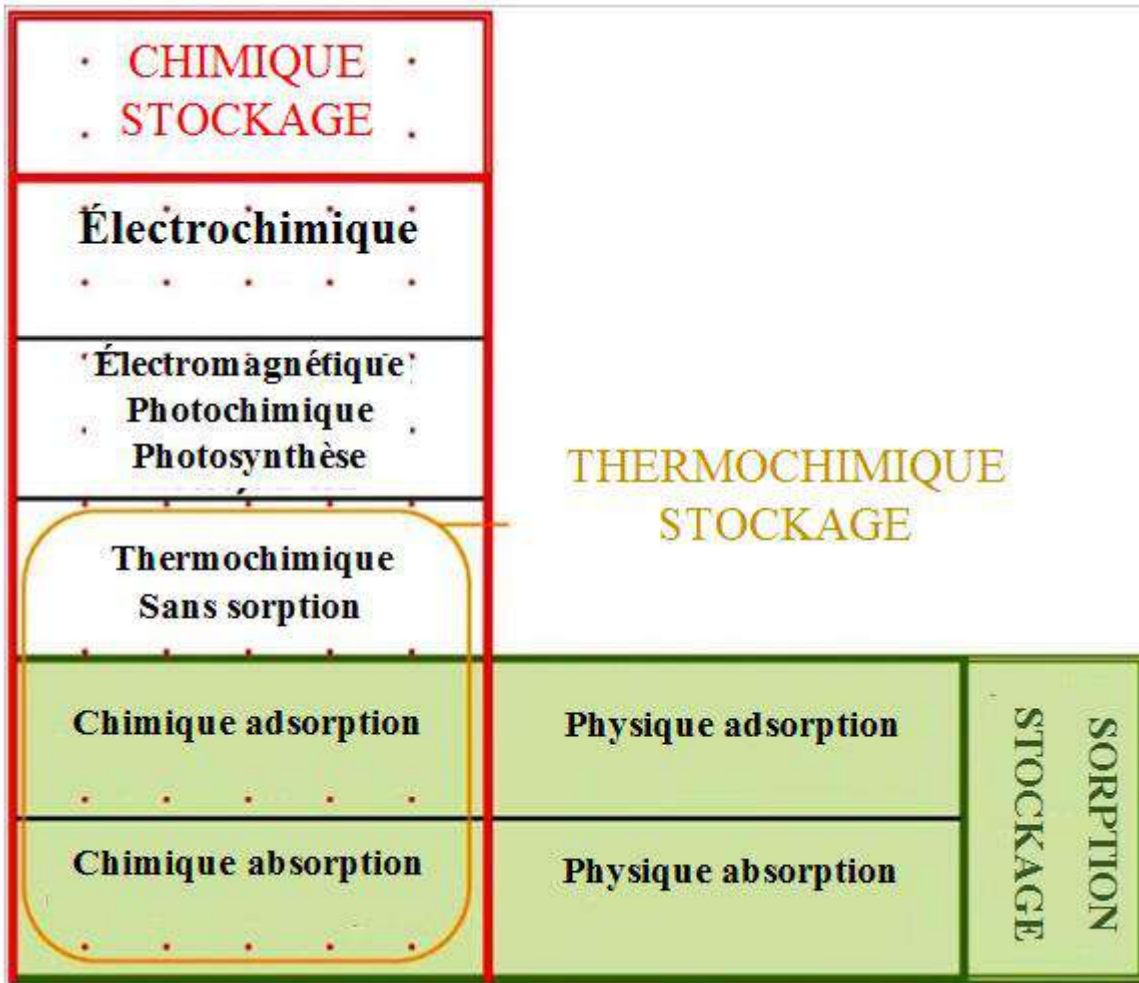 CHIMIQUE
STOCKAGE
Électrochimique
Électromagnétique
Photochimique
Photosynthèse
THERMOCHIMIQUE
STOCKAGE
Thermochimique
Sans sorption
Chimique adsorption
Physique adsorption
Chimique absorption
Physique absorption
SORPTION
STOCKAGE